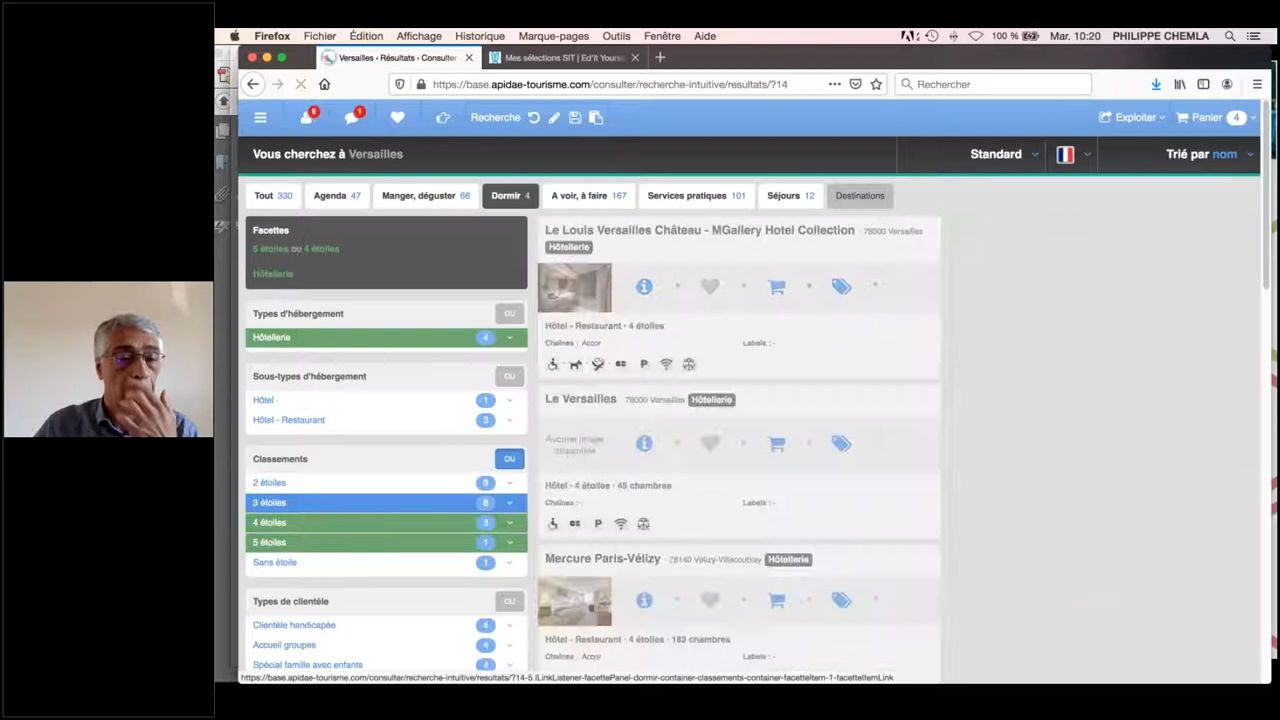 Firefox Fichier Édition Affichage Historique Marque-pages Outils Fenêtre Aide 100 % Mar. 10:20 PHILIPPE CHEMLA
Versailles • Résultats • Consulter Mes sélections SIT | Ed'it Yours
https://base.apidae-tourisme.com/consulter/recherche-intuitive/resultats/?14 Rechercher
6 1 Recherche Exploiter Panier 4
Vous cherchez à Versailles Standard Trié par nom
Tout 330 Agenda 47 Manger, déguster 66 Dormir 4 A voir, à faire 167 Services pratiques 101 Séjours 12 Destinations
Facettes
5 étoiles ou 4 étoiles
Hôtellerie
Types d'hébergement OU
Hôtellerie 4
Sous-types d'hébergement OU
Hôtel 1
Hôtel - Restaurant 3
Classements OU
2 étoiles 3
3 étoiles 8
4 étoiles 3
5 étoiles 1
Sans étoile 1
Types de clientèle OU
Clientèle handicapée 4
Accueil groupes 4
Spécial famille avec enfants 4
Le Louis Versailles Château - MGallery Hotel Collection - 78000 Versailles
Hôtellerie
Hôtel - Restaurant • 4 étoiles
Chaînes : Accor Labels : -
Le Versailles 78000 Versailles Hôtellerie
Aucune image
disponible
Hôtel • 4 étoiles • 45 chambres
Chaînes : - Labels : -
Mercure Paris-Vélizy - 78140 Vélizy-Villacoublay Hôtellerie
Hôtel - Restaurant • 4 étoiles • 182 chambres
Chaînes : Accor Labels : -
https://base.apidae-tourisme.com/consulter/recherche-intuitive/resultats/?14-5.ILinkListener-facettePanel-dormir-container-classements-container-facetteItem-1-facetteItemLink